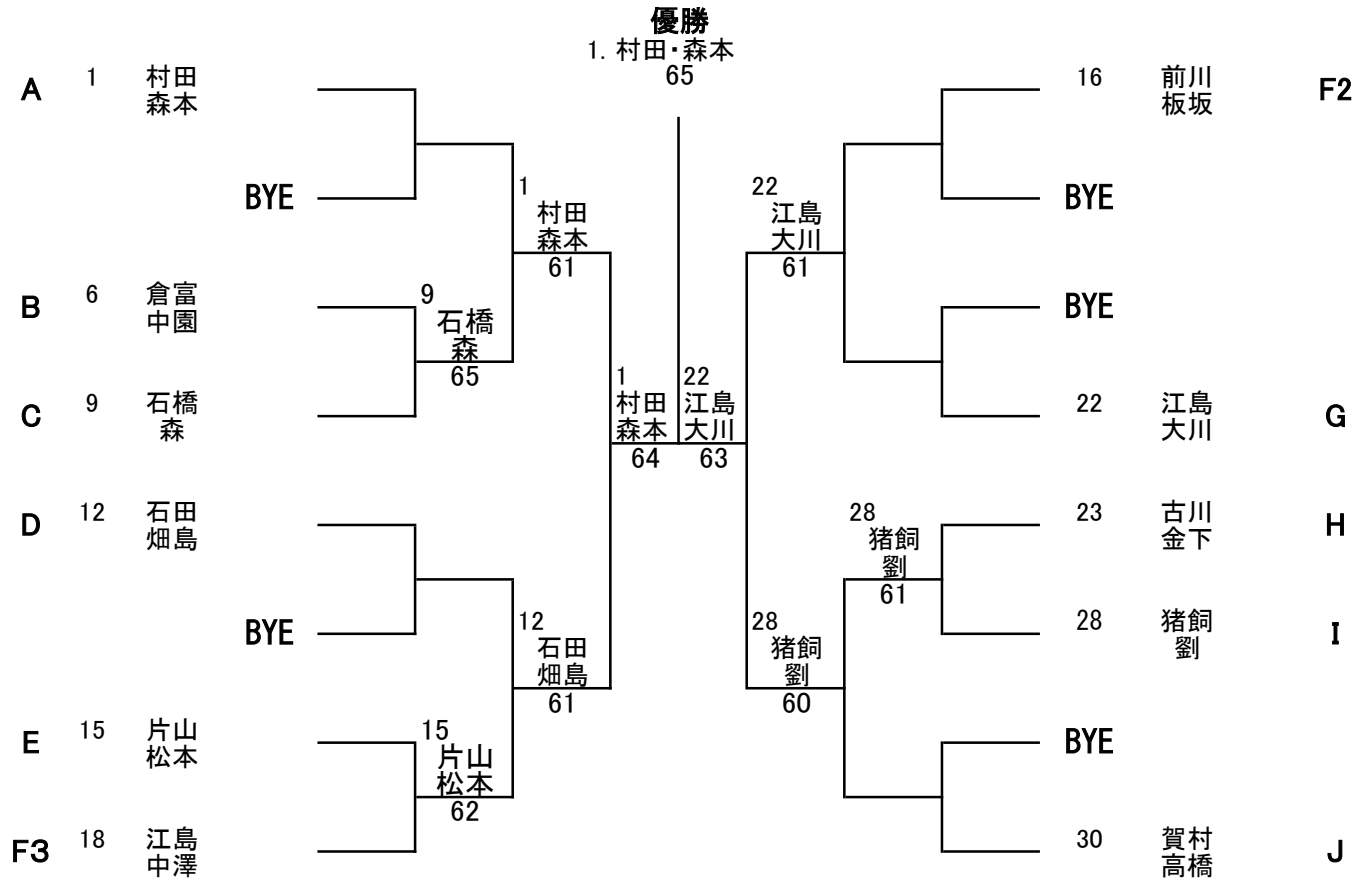 優勝
1. 村田・森本
65
A 1 村田
森本
BYE
1
村田
森本
61
B 6 倉富
中園
9
石橋
森
65
C 9 石橋
森
1
村田
森本
64
D 12 石田
畑島
BYE
12
石田
畑島
61
E 15 片山
松本
15
片山
松本
62
F3 18 江島
中澤
16 前川 F2
板坂
BYE
22
江島
大川
61
BYE
22
江島
大川
63
22 江島 G
大川
23 古川 H
金下
28
猪飼
劉
61
28 猪飼 I
劉
28
猪飼
劉
60
BYE
30 賀村 J
高橋